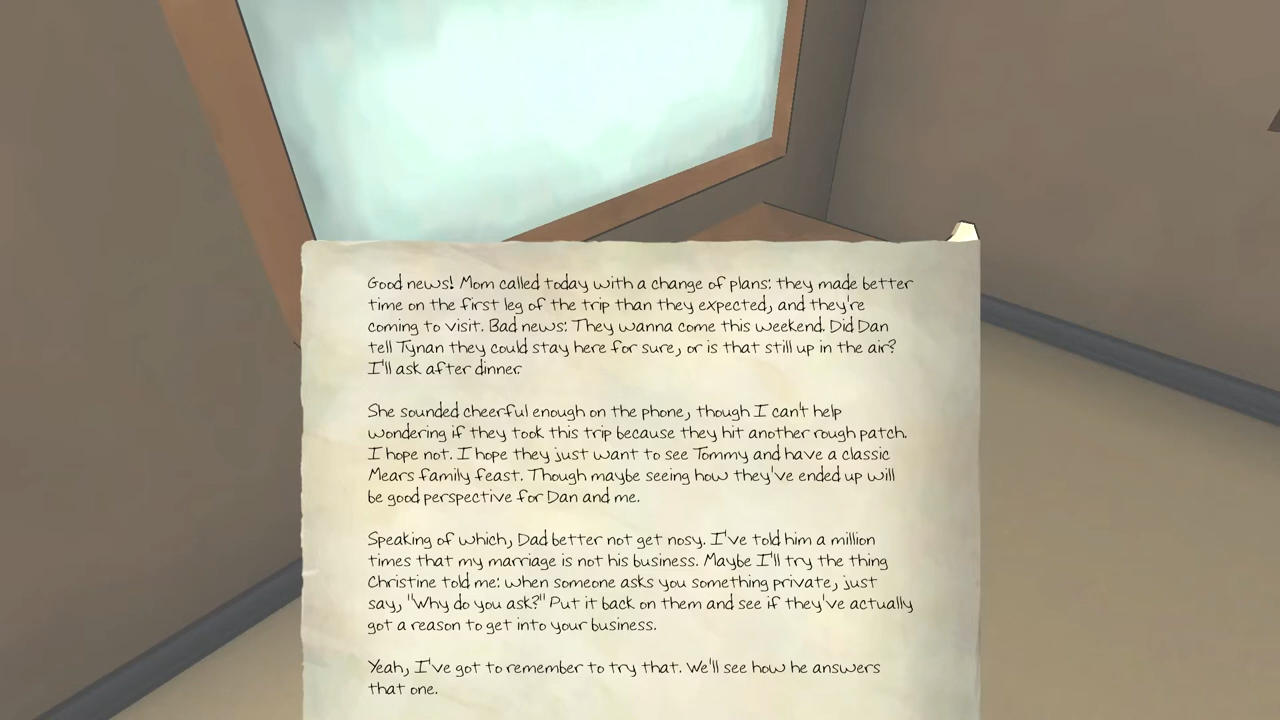 Good news! Mom called today with a change of plans: they made better
time on the first leg of the trip than they expected, and they're
coming to visit. Bad news: They wanna come this weekend. Did Dan
tell Tynan they could stay here for sure, or is that still up in the air?
I'll ask after dinner.
She sounded cheerful enough on the phone, though I can't help
wondering if they took this trip because they hit another rough patch.
I hope not. I hope they just want to see Tommy and have a classic
Mears family feast. Though maybe seeing how they've ended up will
be good perspective for Dan and me.
Speaking of which, Dad better not get nosy. I've told him a million
times that my marriage is not his business. Maybe I'll try the thing
Christine told me: when someone asks you something private, just
say, "Why do you ask?" Put it back on them and see if they've actually
got a reason to get into your business.
Yeah, I've got to remember to try that. We'll see how he answers
that one.